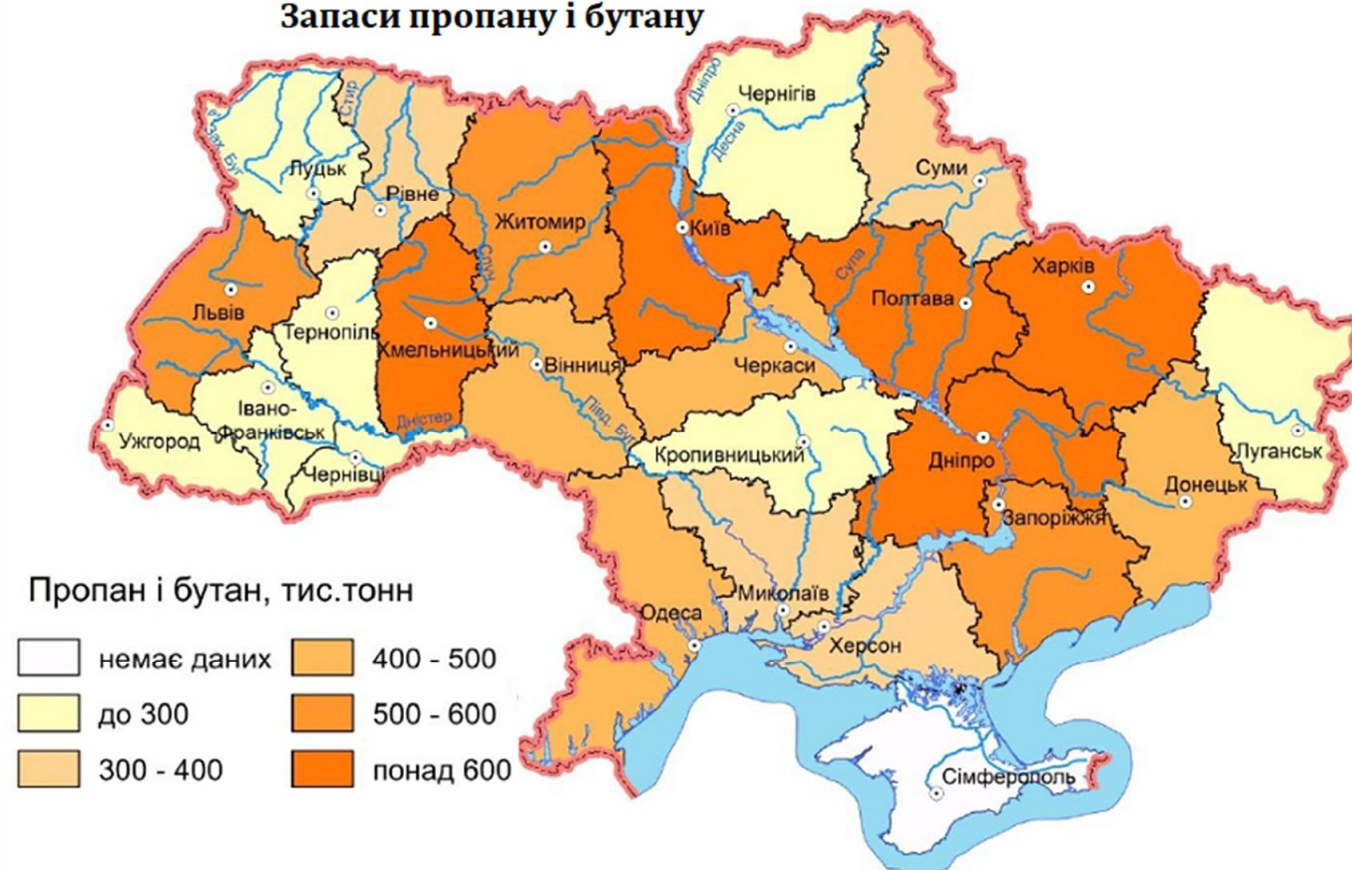 Запаси пропану і бутану
Дніпро
Чернігів
Десна
Стир
Зах. Буг
Луцьк
Рівне
Суми
Житомир
Київ
Случ
Сула
Харків
Полтава
Львів
Тернопіль
Хмельницький
Вінниця
Черкаси
Івано-
Франківськ
Дністер
Півд. Буг
Ужгород
Чернівці
Кропивницький
Дніпро
Луганськ
Донецьк
Запоріжжя
Миколаїв
Одеса
Херсон
Сімферополь
Пропан і бутан, тис.тонн
немає даних
до 300
300 - 400
400 - 500
500 - 600
понад 600